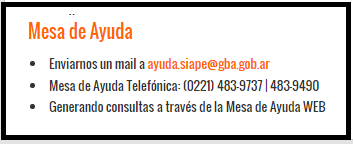 Mesa de Ayuda
• Enviarnos un mail a ayuda.siape@gba.gob.ar
• Mesa de Ayuda Telefónica: (0221) 483-9737 | 483-9490
• Generando consultas a través de la Mesa de Ayuda WEB